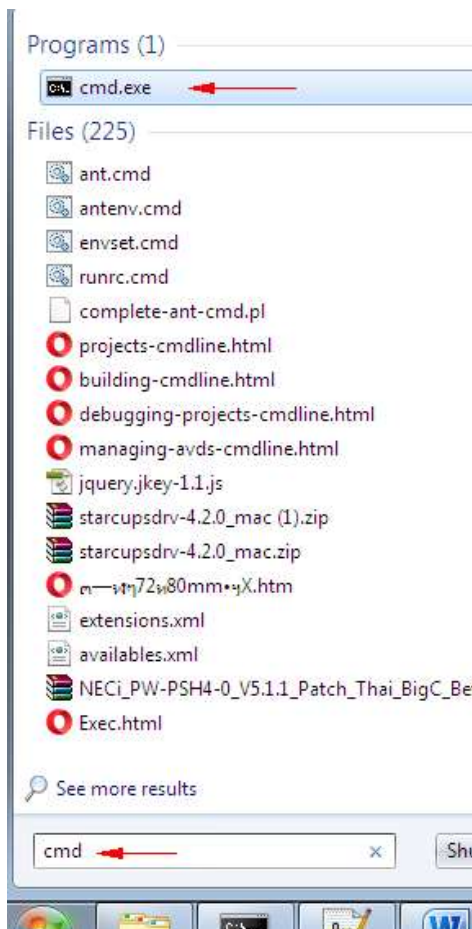 Programs (1)
cmd.exe
Files (225)
ant.cmd
antenv.cmd
envset.cmd
runrc.cmd
complete-ant-cmd.pl
projects-cmdline.html
building-cmdline.html
debugging-projects-cmdline.html
managing-avds-cmdline.html
jquery.jkey-1.1.js
starcupsdrv-4.2.0_mac (1).zip
starcupsdrv-4.2.0_mac.zip
extensions.xml
availables.xml
NECi_PW-PSH4-0_V5.1.1_Patch_Thai_BigC_Be
Exec.html
See more results
cmd
Shu